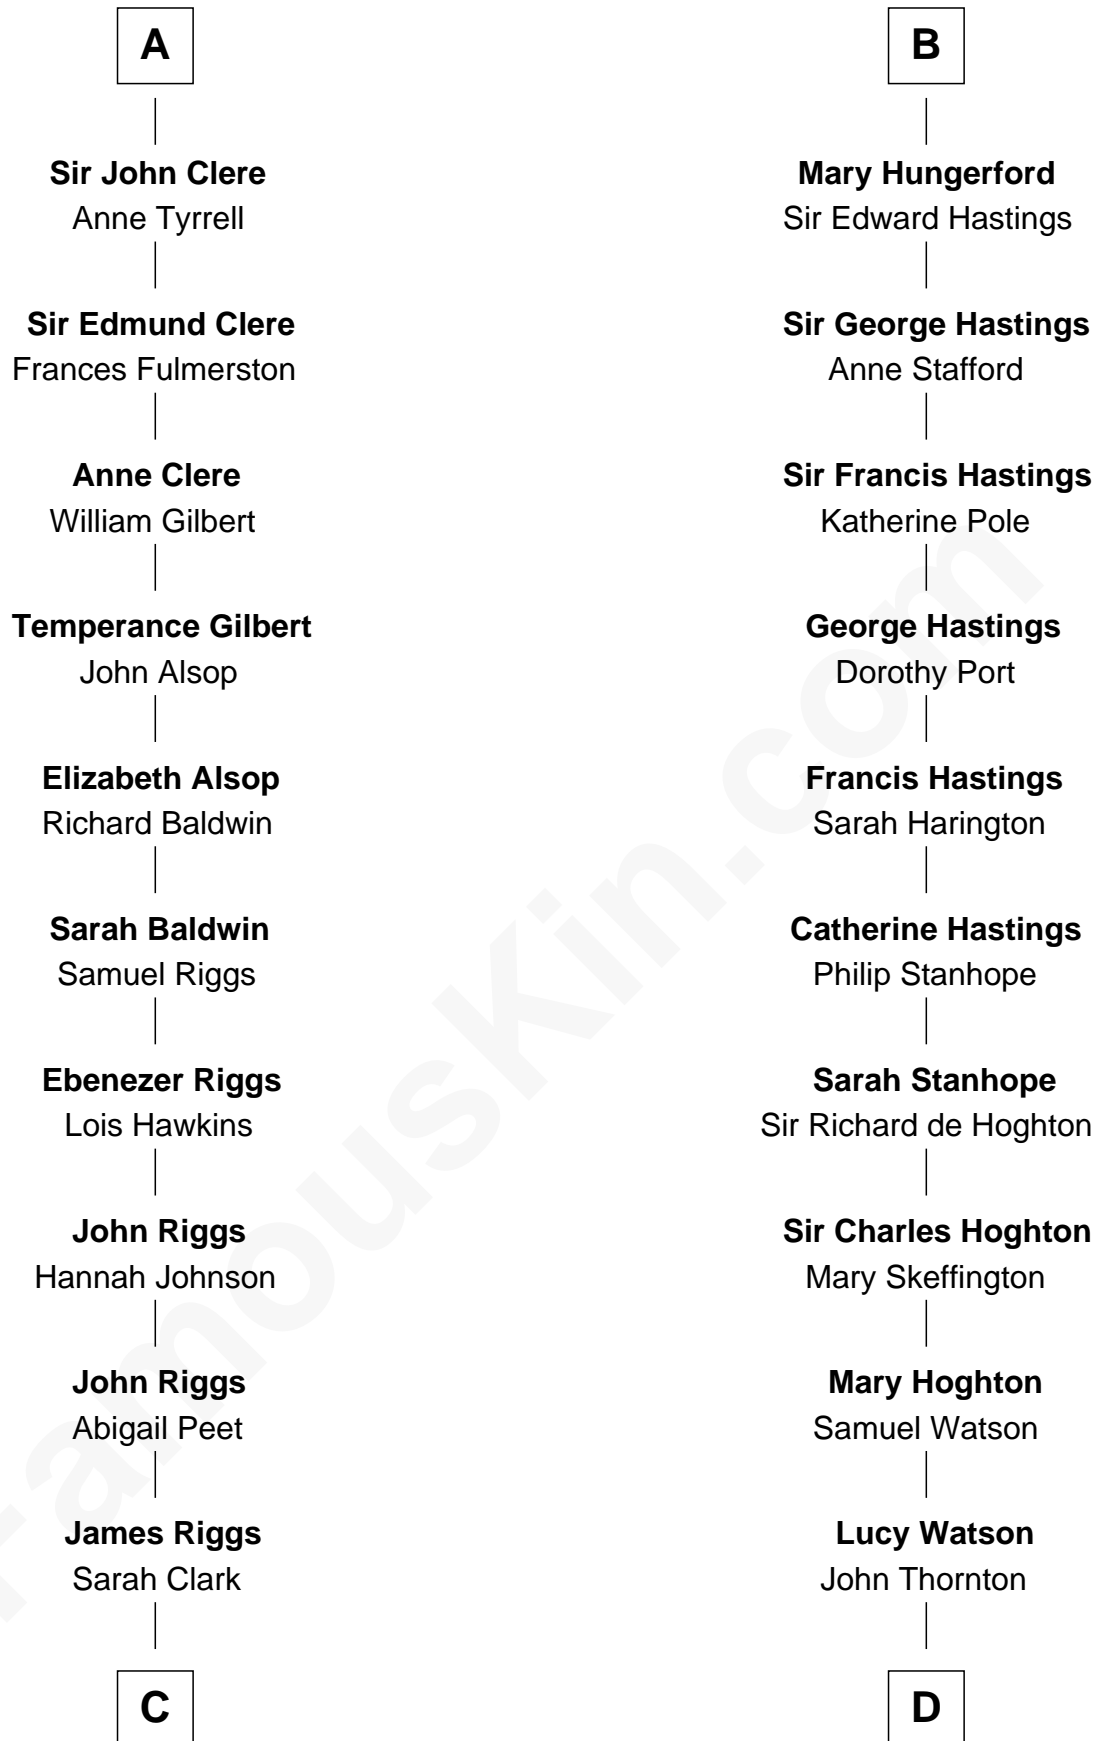 A
Sir John Clere
Anne Tyrrell
Sir Edmund Clere
Frances Fulmerston
Anne Clere
William Gilbert
Temperance Gilbert
John Alsop
Elizabeth Alsop
Richard Baldwin
Sarah Baldwin
Samuel Riggs
Ebenezer Riggs
Lois Hawkins
John Riggs
Hannah Johnson
John Riggs
Abigail Peet
James Riggs
Sarah Clark
C
B
Mary Hungerford
Sir Edward Hastings
Sir George Hastings
Anne Stafford
Sir Francis Hastings
Katherine Pole
George Hastings
Dorothy Port
Francis Hastings
Sarah Harington
Catherine Hastings
Philip Stanhope
Sarah Stanhope
Sir Richard de Hoghton
Sir Charles Hoghton
Mary Skeffington
Mary Hoghton
Samuel Watson
Lucy Watson
John Thornton
D
FamousKin.com